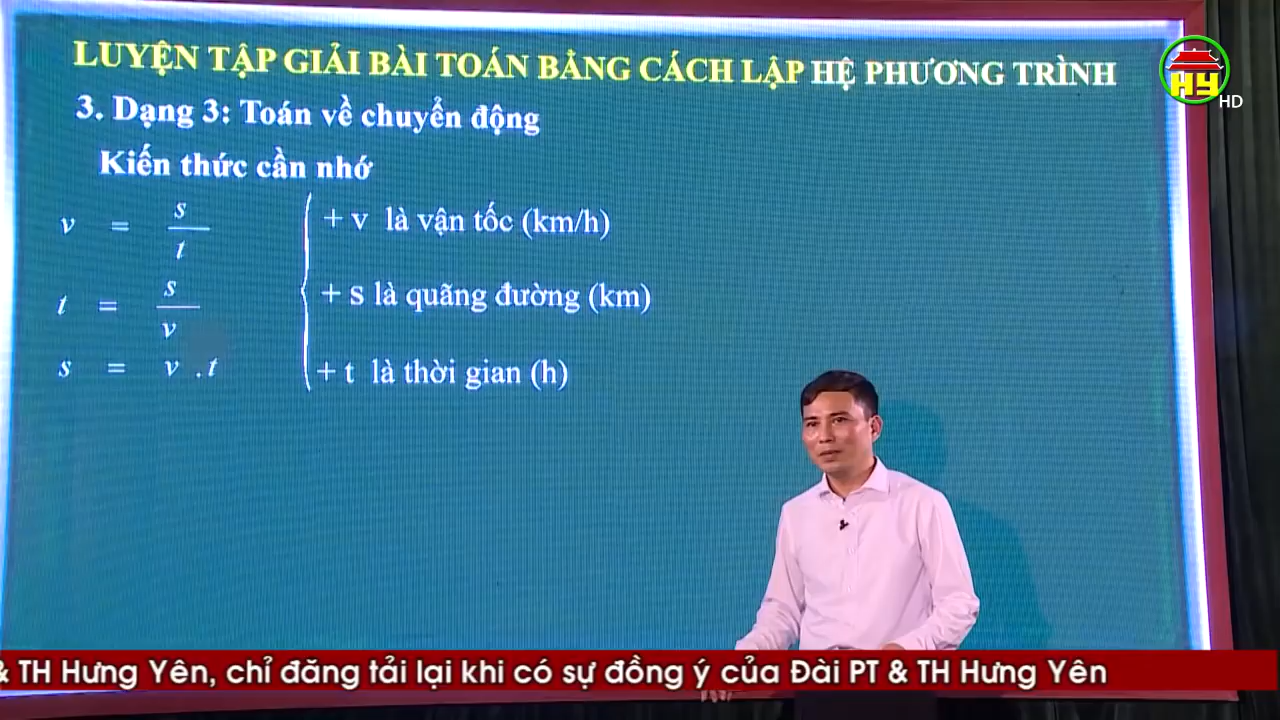 LUYỆN TẬP GIẢI BÀI TOÁN BẰNG CÁCH LẬP HỆ PHƯƠNG TRÌNH
HY
HD
3. Dạng 3: Toán về chuyển động
Kiến thức cần nhớ
v = s/t
+ v là vận tốc (km/h)
t = s/v
+ s là quãng đường (km)
s = v . t
+ t là thời gian (h)
& TH Hưng Yên, chỉ đăng tải lại khi có sự đồng ý của Đài PT & TH Hưng Yên